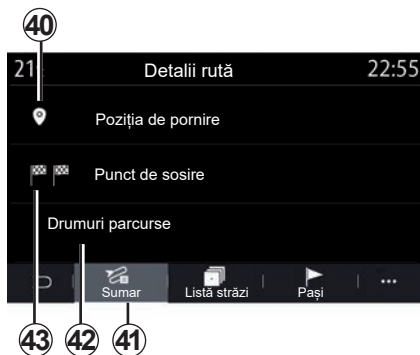 40
21° Detalii rută 22:55
Poziția de pornire
Punct de sosire
Drumuri parcurse
Sumar Listă străzi Pași
43 42 41